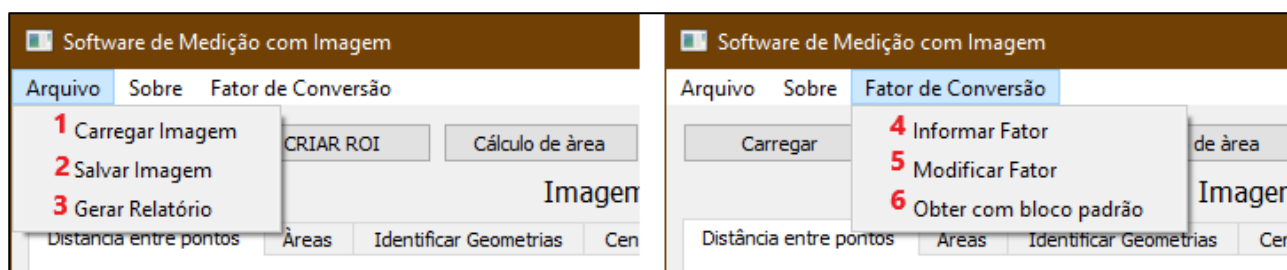 Software de Medição com Imagem
Arquivo Sobre Fator de Conversão
1 Carregar Imagem
2 Salvar Imagem
3 Gerar Relatório
CRIAR ROI Cálculo de àrea
Imagem
Distância entre pontos Àreas Identificar Geometrias Cen
Software de Medição com Imagem
Arquivo Sobre Fator de Conversão
4 Informar Fator
5 Modificar Fator
6 Obter com bloco padrão
Carregar de àrea
Imager
Distância entre pontos Àreas Identificar Geometrias Cer